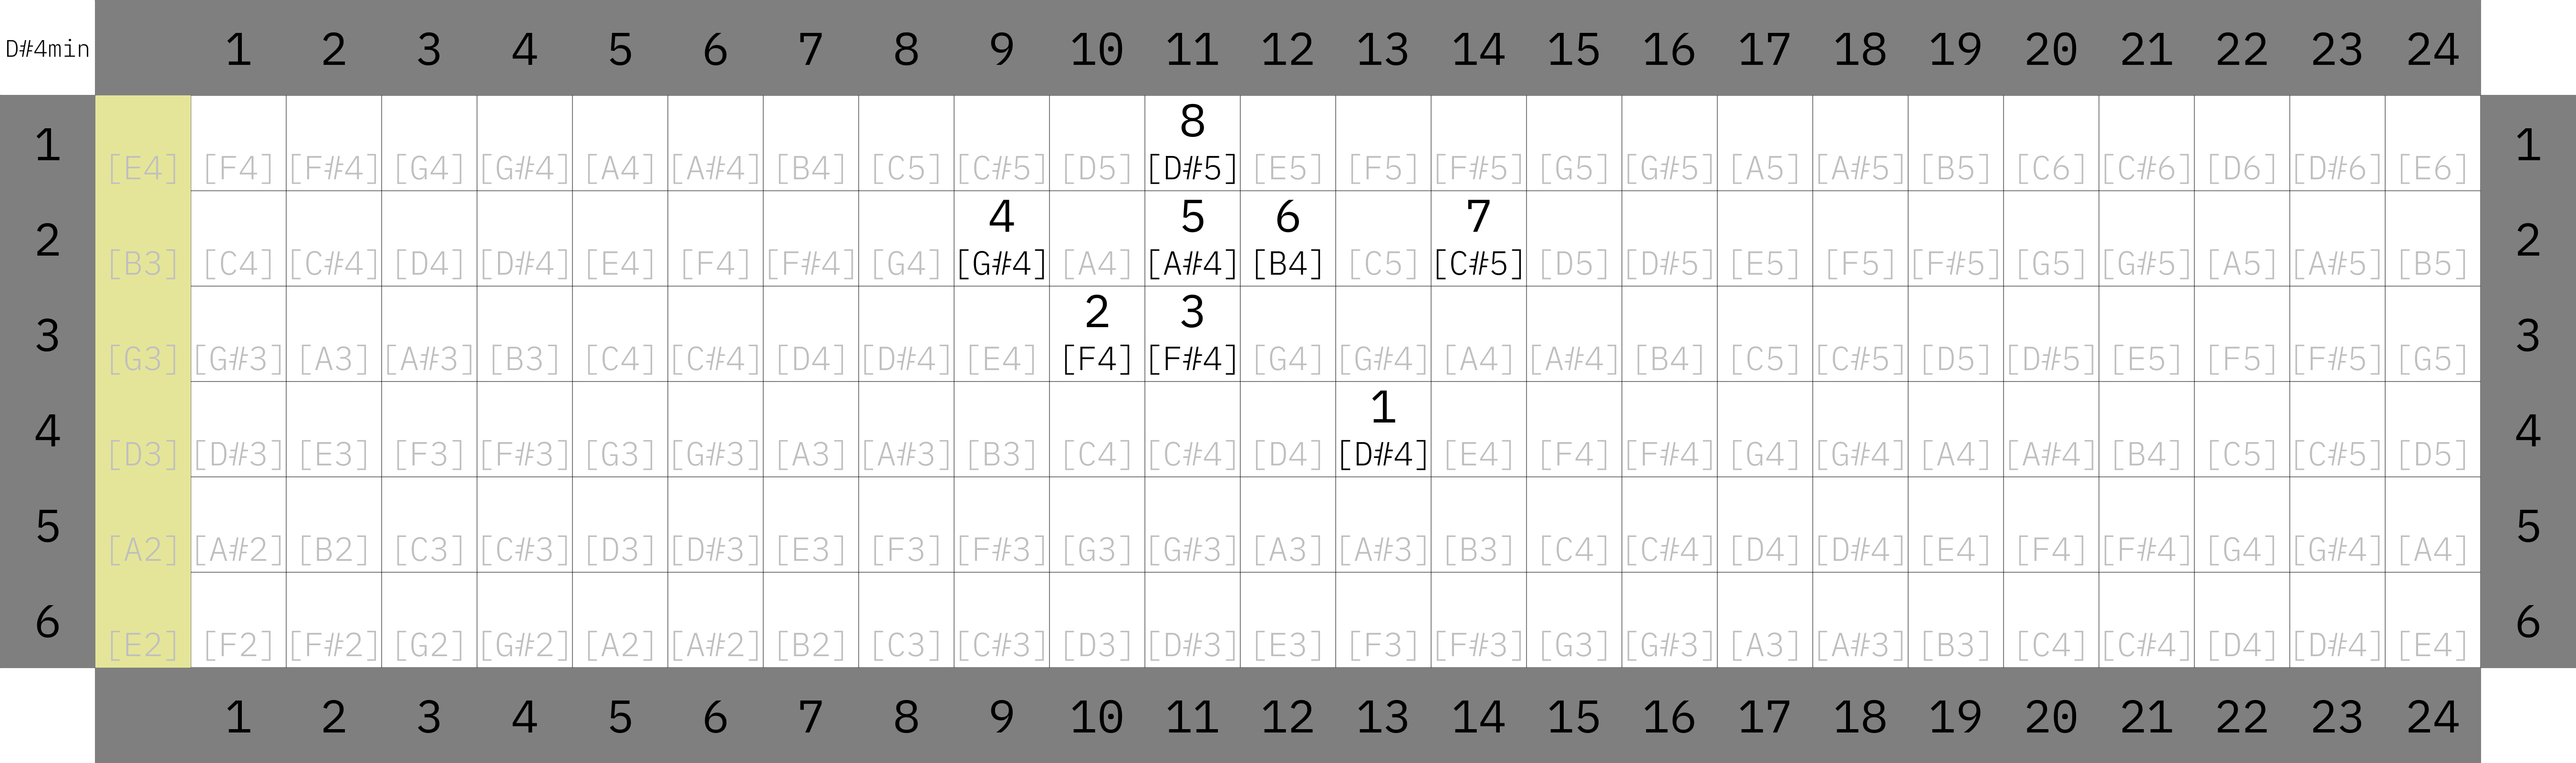 D#4min 1 2 3 4 5 6 7 8 9 10 11 12 13 14 15 16 17 18 19 20 21 22 23 24
8
1 [E4] [F4] [F#4] [G4] [G#4] [A4] [A#4] [B4] [C5] [C#5] [D5] [D#5] [E5] [F5] [F#5] [G5] [G#5] [A5] [A#5] [B5] [C6] [C#6] [D6] [D#6] [E6] 1
4 5 6 7
2 [B3] [C4] [C#4] [D4] [D#4] [E4] [F4] [F#4] [G4] [G#4] [A4] [A#4] [B4] [C5] [C#5] [D5] [D#5] [E5] [F5] [F#5] [G5] [G#5] [A5] [A#5] [B5] 2
2 3
3 [G3] [G#3] [A3] [A#3] [B3] [C4] [C#4] [D4] [D#4] [E4] [F4] [F#4] [G4] [G#4] [A4] [A#4] [B4] [C5] [C#5] [D5] [D#5] [E5] [F5] [F#5] [G5] 3
1
4 [D3] [D#3] [E3] [F3] [F#3] [G3] [G#3] [A3] [A#3] [B3] [C4] [C#4] [D4] [D#4] [E4] [F4] [F#4] [G4] [G#4] [A4] [A#4] [B4] [C5] [C#5] [D5] 4
5 [A2] [A#2] [B2] [C3] [C#3] [D3] [D#3] [E3] [F3] [F#3] [G3] [G#3] [A3] [A#3] [B3] [C4] [C#4] [D4] [D#4] [E4] [F4] [F#4] [G4] [G#4] [A4] 5
6 [E2] [F2] [F#2] [G2] [G#2] [A2] [A#2] [B2] [C3] [C#3] [D3] [D#3] [E3] [F3] [F#3] [G3] [G#3] [A3] [A#3] [B3] [C4] [C#4] [D4] [D#4] [E4] 6
1 2 3 4 5 6 7 8 9 10 11 12 13 14 15 16 17 18 19 20 21 22 23 24